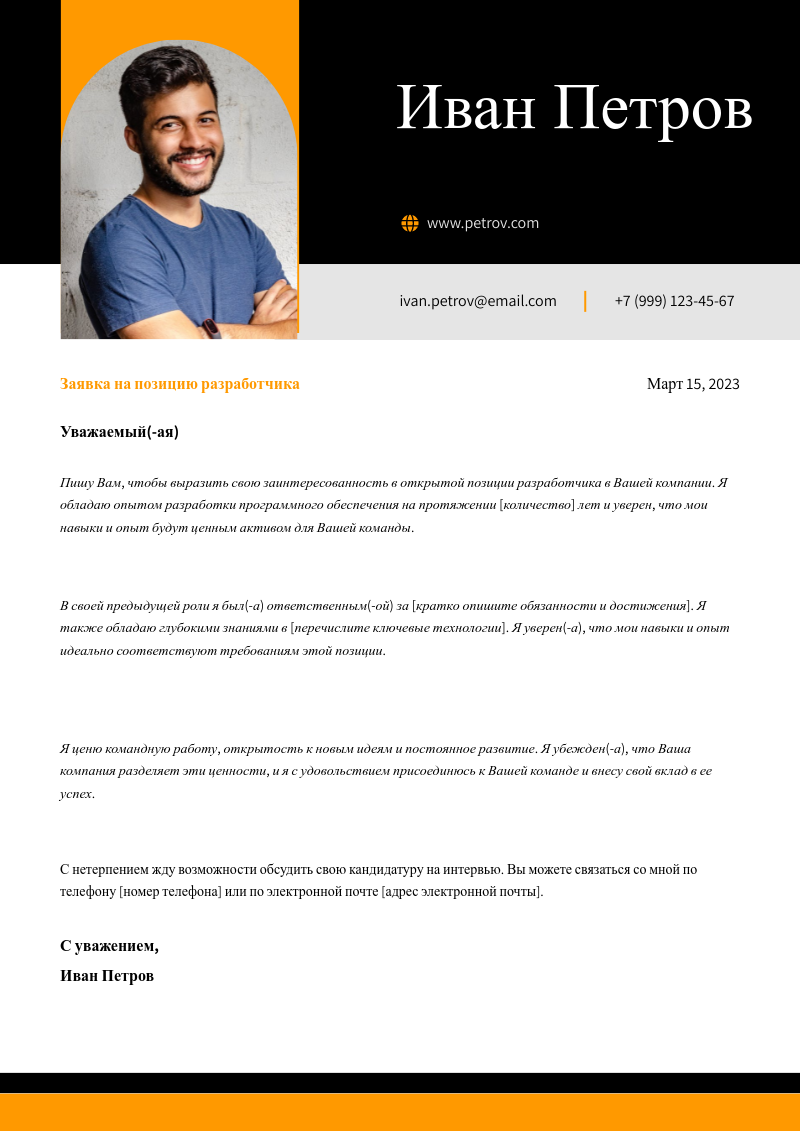 Иван Петров
www.petrov.com
ivan.petrov@email.com
+7 (999) 123-45-67
Заявка на позицию разработчика
Март 15, 2023
Уважаемый(-ая)
Пишу Вам, чтобы выразить свою заинтересованность в открытой позиции разработчика в Вашей компании. Я
обладаю опытом разработки программного обеспечения на протяжении [количество] лет и уверен, что мои
навыки и опыт будут ценным активом для Вашей команды.
В своей предыдущей роли я был(-а) ответственным(-ой) за [кратко опишите обязанности и достижения]. Я
также обладаю глубокими знаниями в [перечислите ключевые технологии]. Я уверен(-а), что мои навыки и опыт
идеально соответствуют требованиям этой позиции.
Я ценю командную работу, открытость к новым идеям и постоянное развитие. Я убежден(-а), что Ваша
компания разделяет эти ценности, и я с удовольствием присоединюсь к Вашей команде и внесу свой вклад в ее
успех.
С нетерпением жду возможности обсудить свою кандидатуру на интервью. Вы можете связаться со мной по
телефону [номер телефона] или по электронной почте [адрес электронной почты].
С уважением,
Иван Петров